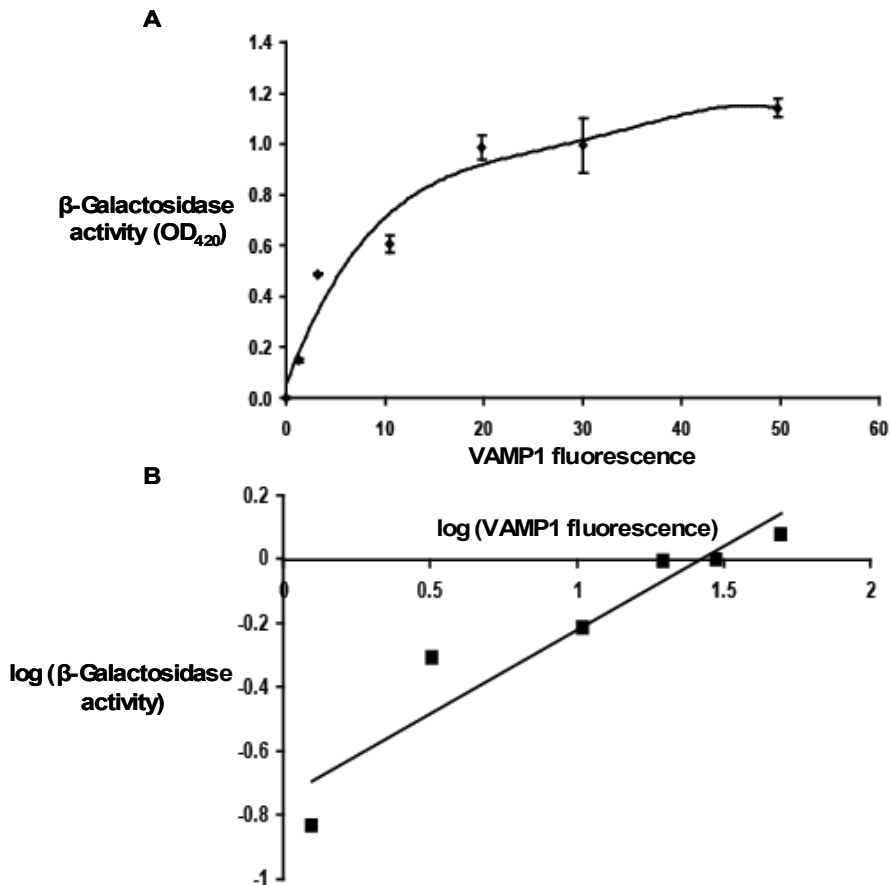 A
1.4
1.2
1.0
0.8
0.6
0.4
0.2
0.0
β-Galactosidase
activity (OD420)
0 10 20 30 40 50 60
VAMP1 fluorescence
B
0.2
0
-0.2
-0.4
-0.6
-0.8
-1
log (VAMP1 fluorescence)
0 0.5 1 1.5 2
log (β-Galactosidase
activity)